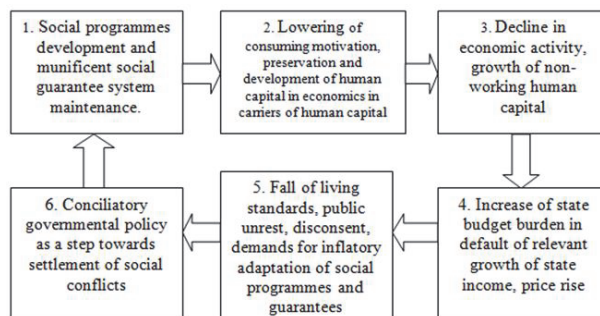 1. Social programmes
development and
munificent social
guarantee system
maintenance.
2. Lowering of
consuming motivation,
preservation and
development of human
capital in economics in
carriers of human capital
3. Decline in
economic activity,
growth of non-
working human
capital
4. Increase of state
budget burden in
default of relevant
growth of state
income, price rise
5. Fall of living
standards, public
unrest, disconsent,
demands for inflatory
adaptation of social
programmes and
guarantees
6. Conciliatory
governmental policy
as a step towards
settlement of social
conflicts